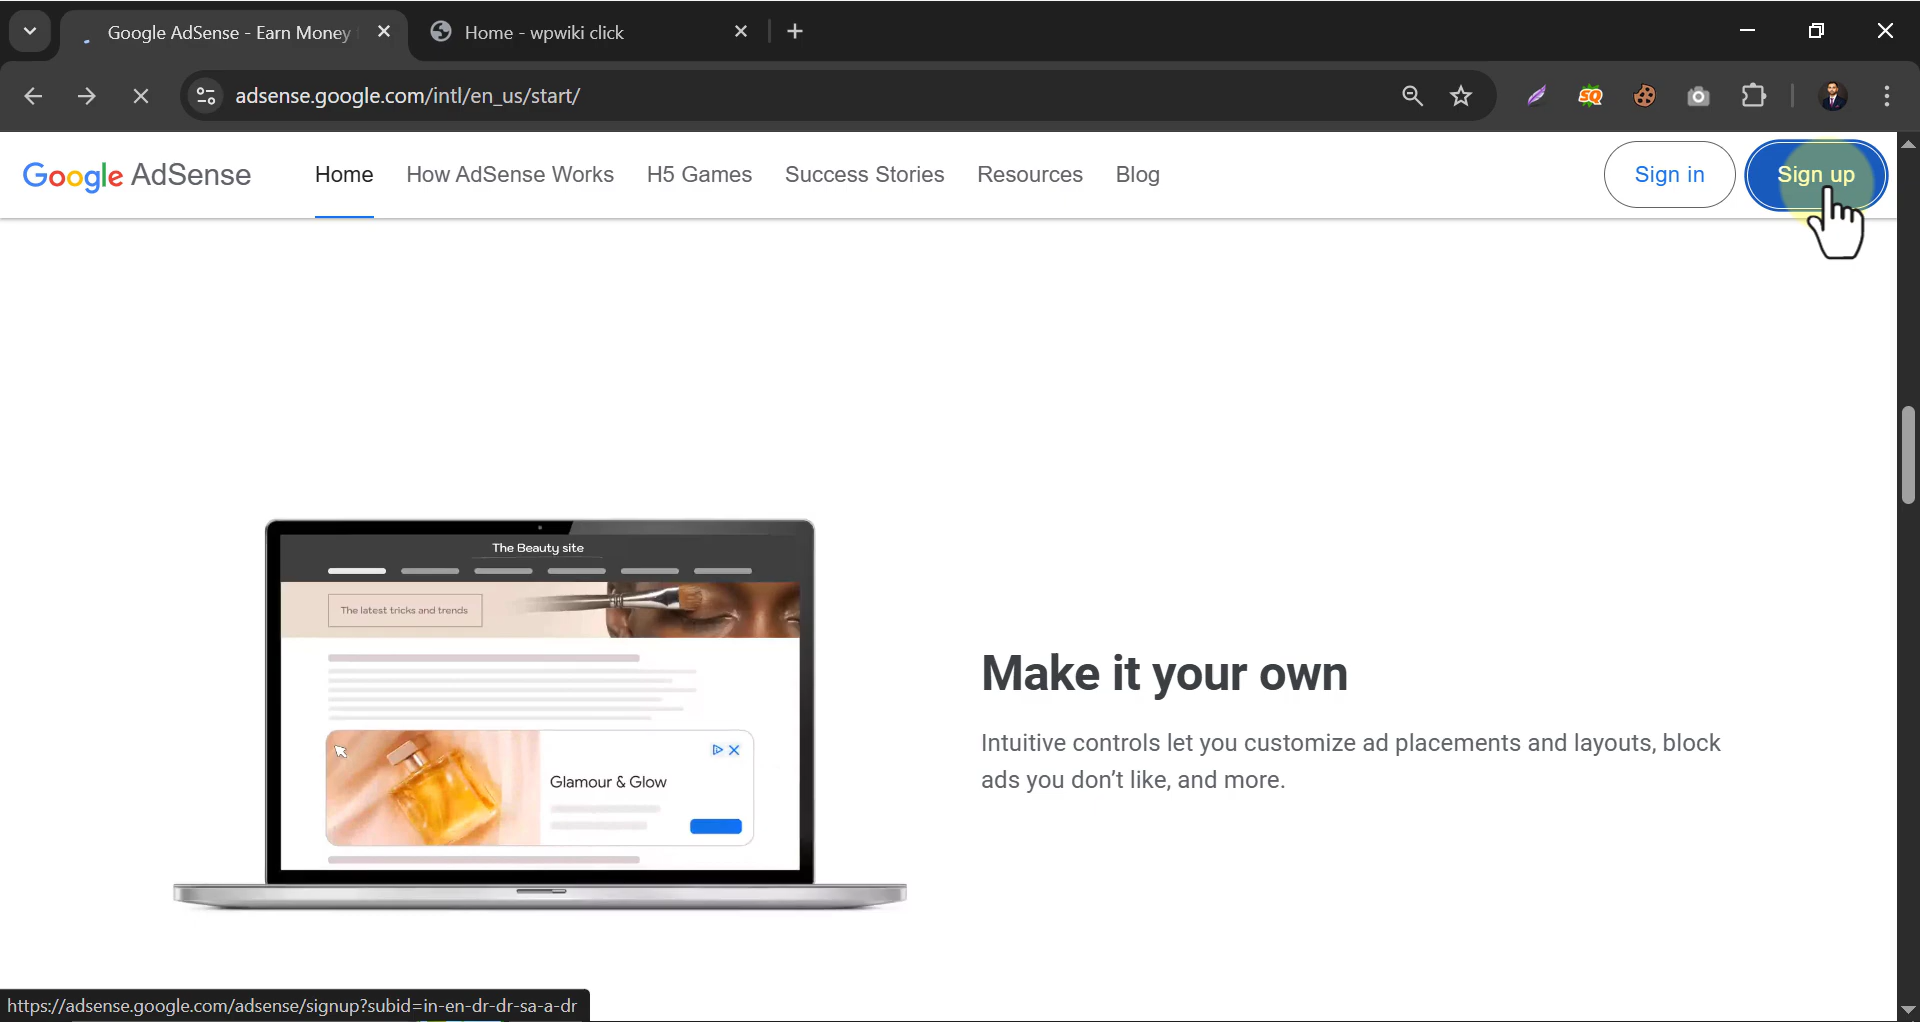 Google AdSense - Earn Money
Home - wpwiki click
adsense.google.com/intl/en_us/start/
SQ
Google AdSense
Home
How AdSense Works
H5 Games
Success Stories
Resources
Blog
Sign in
Sign up
The Beauty site
The latest tricks and trends
Glamour & Glow
Make it your own
Intuitive controls let you customize ad placements and layouts, block
ads you don’t like, and more.
https://adsense.google.com/adsense/signup?subid=in-en-dr-dr-sa-a-dr